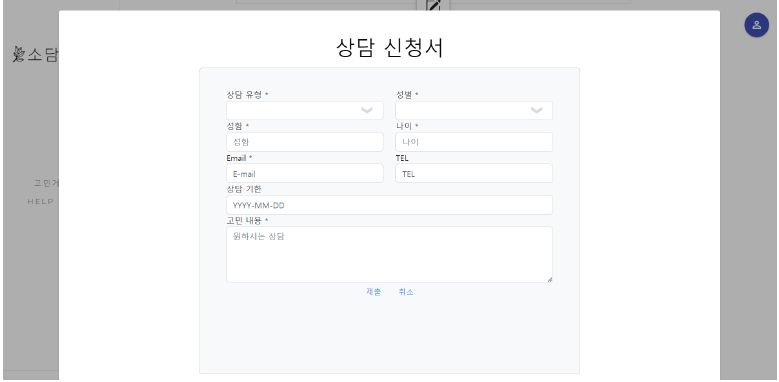 상담 신청서
소담
상담 유형 *
성별 *
성함 *
나이 *
성함
나이
Email *
TEL
E-mail
TEL
상담 기한
YYYY-MM-DD
고민 내용 *
원하시는 상담
제출 취소
고민거
HELP